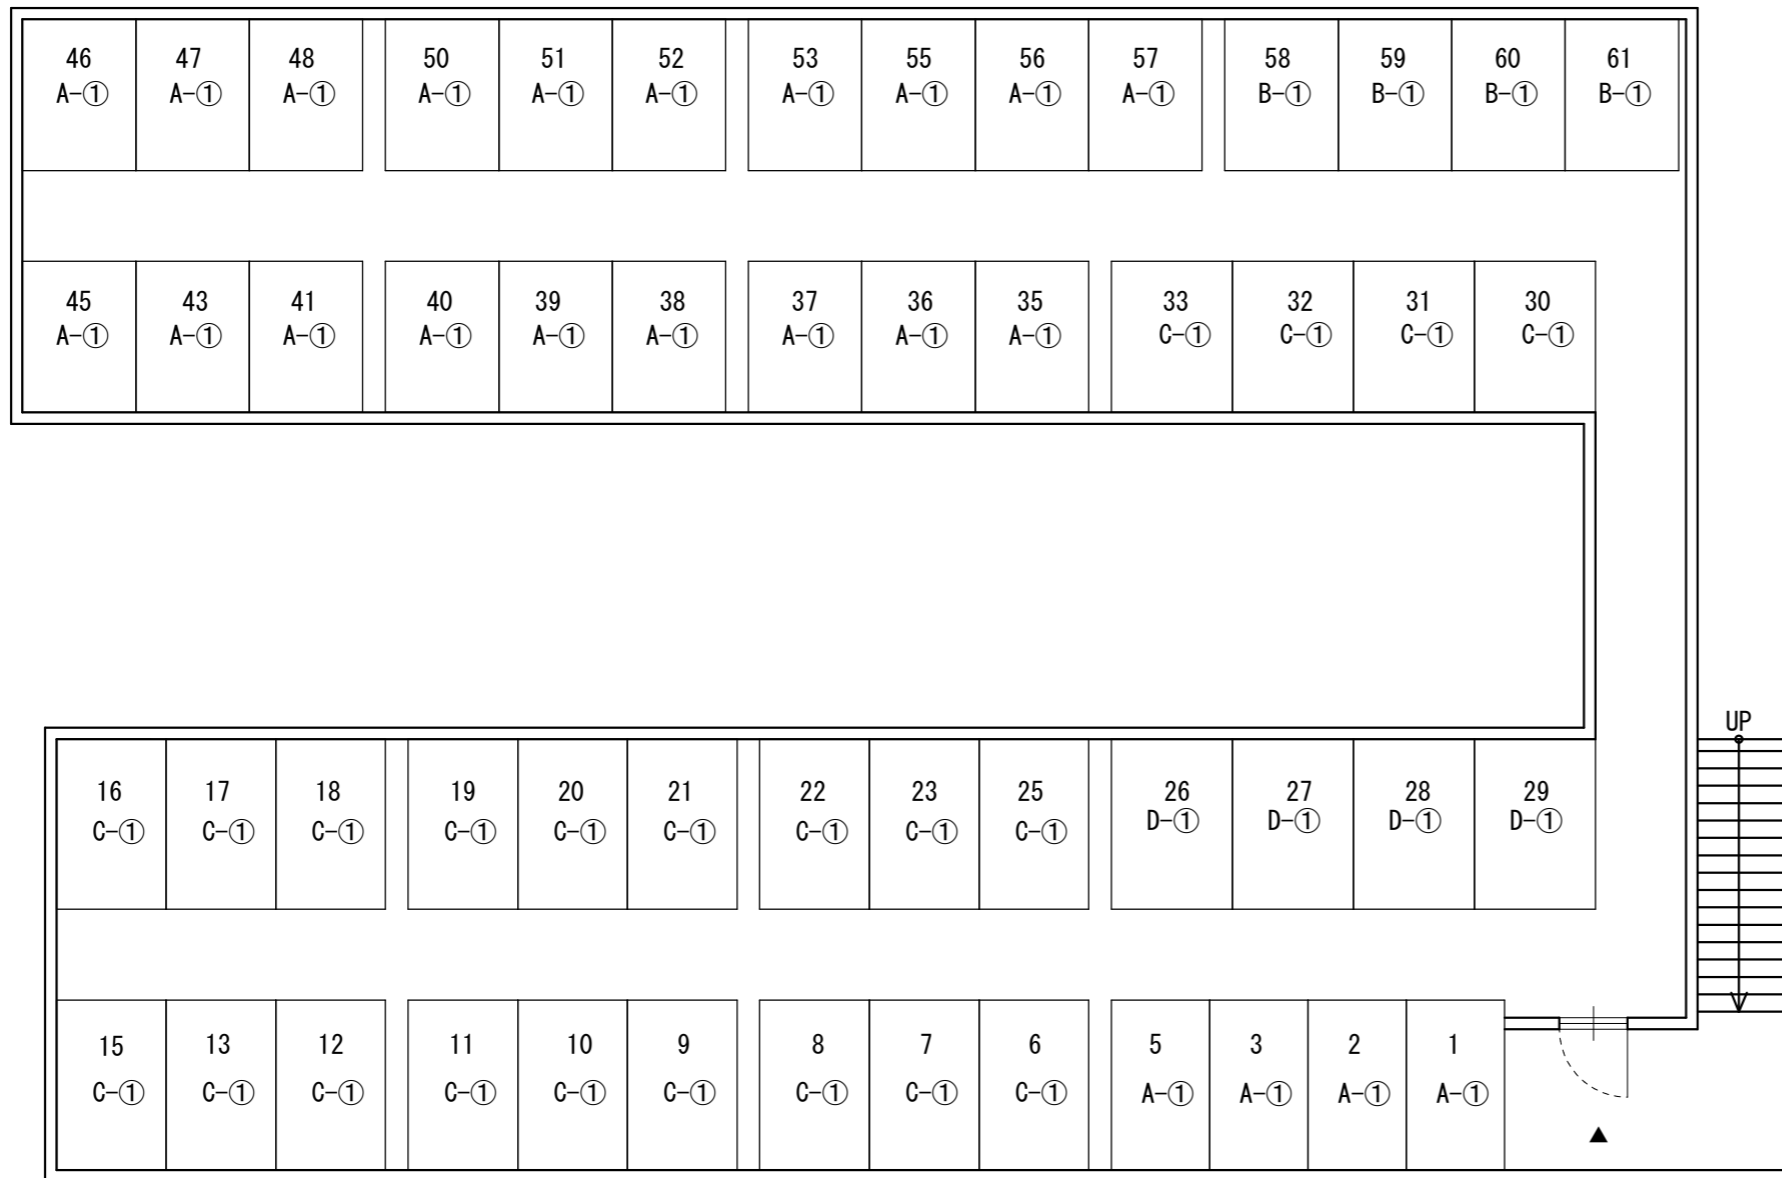 46 47 48 50 51 52 53 55 56 57 58 59 60 61
A-① A-① A-① A-① A-① A-① A-① A-① A-① A-① B-① B-① B-① B-①
45 43 41 40 39 38 37 36 35 33 32 31 30
A-① A-① A-① A-① A-① A-① A-① A-① A-① C-① C-① C-① C-①
UP
16 17 18 19 20 21 22 23 25 26 27 28 29
C-① C-① C-① C-① C-① C-① C-① C-① C-① D-① D-① D-① D-①
15 13 12 11 10 9 8 7 6 5 3 2 1
C-① C-① C-① C-① C-① C-① C-① C-① C-① A-① A-① A-① A-①